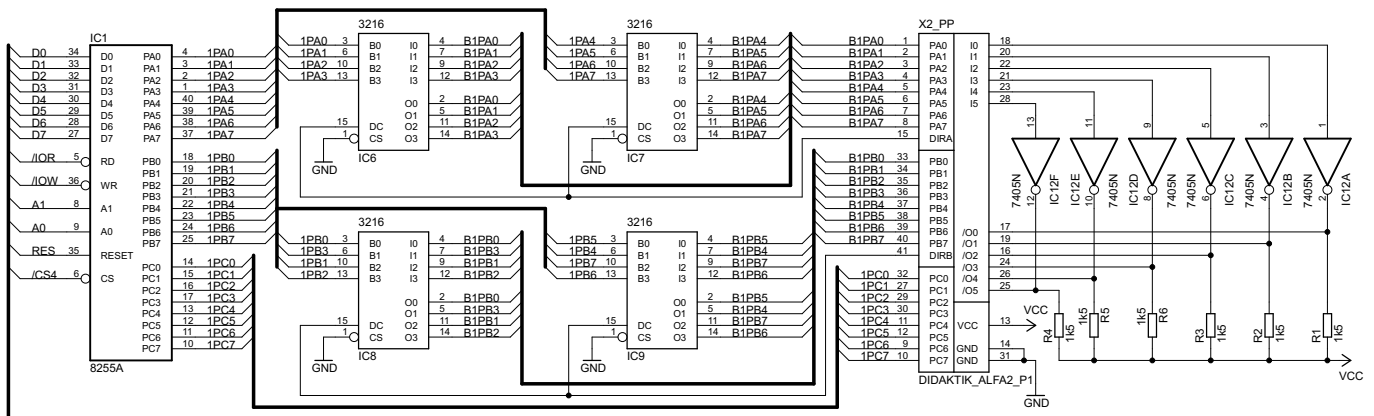 IC1
D0 34 D0 PA0 4 1PA0
D1 33 D1 PA1 3 1PA1
D2 32 D2 PA2 2 1PA2
D3 31 D3 PA3 1 1PA3
D4 30 D4 PA4 40 1PA4
D5 29 D5 PA5 39 1PA5
D6 28 D6 PA6 38 1PA6
D7 27 D7 PA7 37 1PA7
/IOR 5 RD PB0 18 1PB0
PB1 19 1PB1
/IOW 36 WR PB2 20 1PB2
PB3 21 1PB3
A1 8 A1 PB4 22 1PB4
PB5 23 1PB5
A0 9 A0 PB6 24 1PB6
PB7 25 1PB7
RES 35 RESET
PC0 14 1PC0
/CS4 6 CS PC1 15 1PC1
PC2 16 1PC2
PC3 17 1PC3
PC4 13 1PC4
PC5 12 1PC5
PC6 11 1PC6
PC7 10 1PC7
8255A
3216
1PA0 3 B0 I0 4 B1PA0
1PA1 6 B1 I1 7 B1PA1
1PA2 10 B2 I2 9 B1PA2
1PA3 13 B3 I3 12 B1PA3
O0 2 B1PA0
O1 5 B1PA1
15 DC O2 11 B1PA2
1 CS O3 14 B1PA3
GND
IC6
3216
1PA4 3 B0 I0 4 B1PA4
1PA5 6 B1 I1 7 B1PA5
1PA6 10 B2 I2 9 B1PA6
1PA7 13 B3 I3 12 B1PA7
O0 2 B1PA4
O1 5 B1PA5
15 DC O2 11 B1PA6
1 CS O3 14 B1PA7
GND
IC7
3216
1PB0 3 B0 I0 4 B1PB0
1PB3 6 B1 I1 7 B1PB3
1PB1 10 B2 I2 9 B1PB1
1PB2 13 B3 I3 12 B1PB2
O0 2 B1PB0
O1 5 B1PB3
15 DC O2 11 B1PB1
1 CS O3 14 B1PB2
GND
IC8
3216
1PB5 3 B0 I0 4 B1PB5
1PB4 6 B1 I1 7 B1PB4
1PB7 10 B2 I2 9 B1PB7
1PB6 13 B3 I3 12 B1PB6
O0 2 B1PB5
O1 5 B1PB4
15 DC O2 11 B1PB7
1 CS O3 14 B1PB6
GND
IC9
X2_PP
B1PA0 1 PA0 I0 18
B1PA1 2 PA1 I1 20
B1PA2 3 PA2 I2 22
B1PA3 4 PA3 I3 21
B1PA4 5 PA4 I4 23
B1PA5 6 PA5 I5 28
B1PA6 7 PA6
B1PA7 8 PA7
15 DIRA
B1PB0 33 PB0
B1PB1 34 PB1
B1PB2 35 PB2
B1PB3 36 PB3
B1PB4 37 PB4
B1PB5 38 PB5
B1PB6 39 PB6 /O0 17
B1PB7 40 PB7 /O1 19
41 DIRB /O2 16
/O3 24
1PC0 32 PC0 /O4 26
1PC1 27 PC1 /O5 25
1PC2 29 PC2
1PC3 30 PC3
1PC4 11 PC4 VCC 13 VCC
1PC5 12 PC5
1PC6 9 PC6 GND 14
1PC7 10 PC7 GND 31
DIDAKTIK_ALFA2_P1
GND
13 11 9 5 3 1
7405N IC12F
7405N IC12E
7405N IC12D
7405N IC12C
7405N IC12B
7405N IC12A
12 10 8 6 4 2
R4 1k5
1k5 R5
1k5 R6
R3 1k5
R2 1k5
R1 1k5
VCC